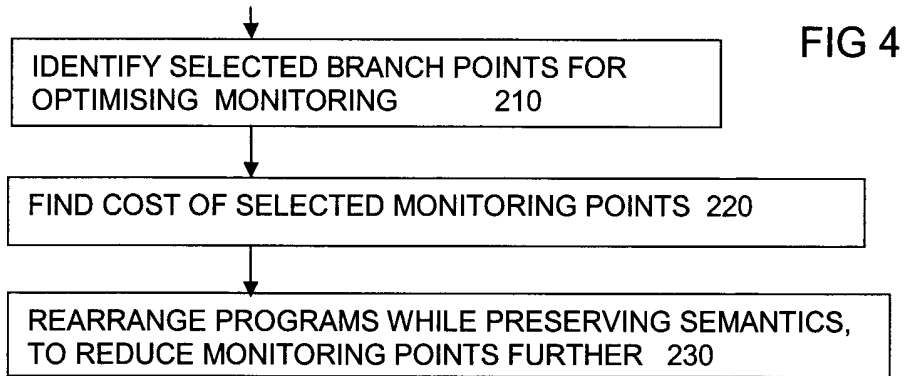 FIG 4
IDENTIFY SELECTED BRANCH POINTS FOR
OPTIMISING MONITORING 210
FIND COST OF SELECTED MONITORING POINTS 220
REARRANGE PROGRAMS WHILE PRESERVING SEMANTICS,
TO REDUCE MONITORING POINTS FURTHER 230